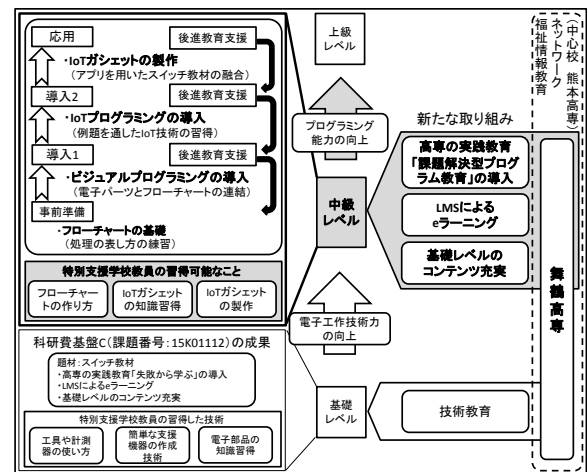 応用
後進教育支援
・IoTガシェットの製作
(アプリを用いたスイッチ教材の融合)
導入2
後進教育支援
・IoTプログラミングの導入
(例題を通したIoT技術の習得)
導入1
後進教育支援
・ビジュアルプログラミングの導入
(電子パーツとフローチャートの連結)
事前準備
・フローチャートの基礎
(処理の表し方の練習)
特別支援学校教員の習得可能なこと
フローチャー
トの作り方
IoTガシェット
の知識習得
IoTガシェット
の製作
科研費基盤C(課題番号:15K01112)の成果
題材:スイッチ教材
・高専の実践教育「失敗から学ぶ」の導入
・LMSによるeラーニング
・基礎レベルのコンテンツ充実
特別支援学校教員の習得した技術
工具や計測
器の使い方
簡単な支援
機器の作成
技術
電子部品の
知識習得
上級
レベル
プログラミング
能力の向上
中級
レベル
電子工作技術力
の向上
基礎
レベル
新たな取り組み
高専の実践教育
「課題解決型プログ
ラム教育」の導入
LMSによる
eラーニング
基礎レベルの
コンテンツ充実
技術教育
福祉情報教育
ネットワーク
(中心校 熊本高専)
舞鶴高専